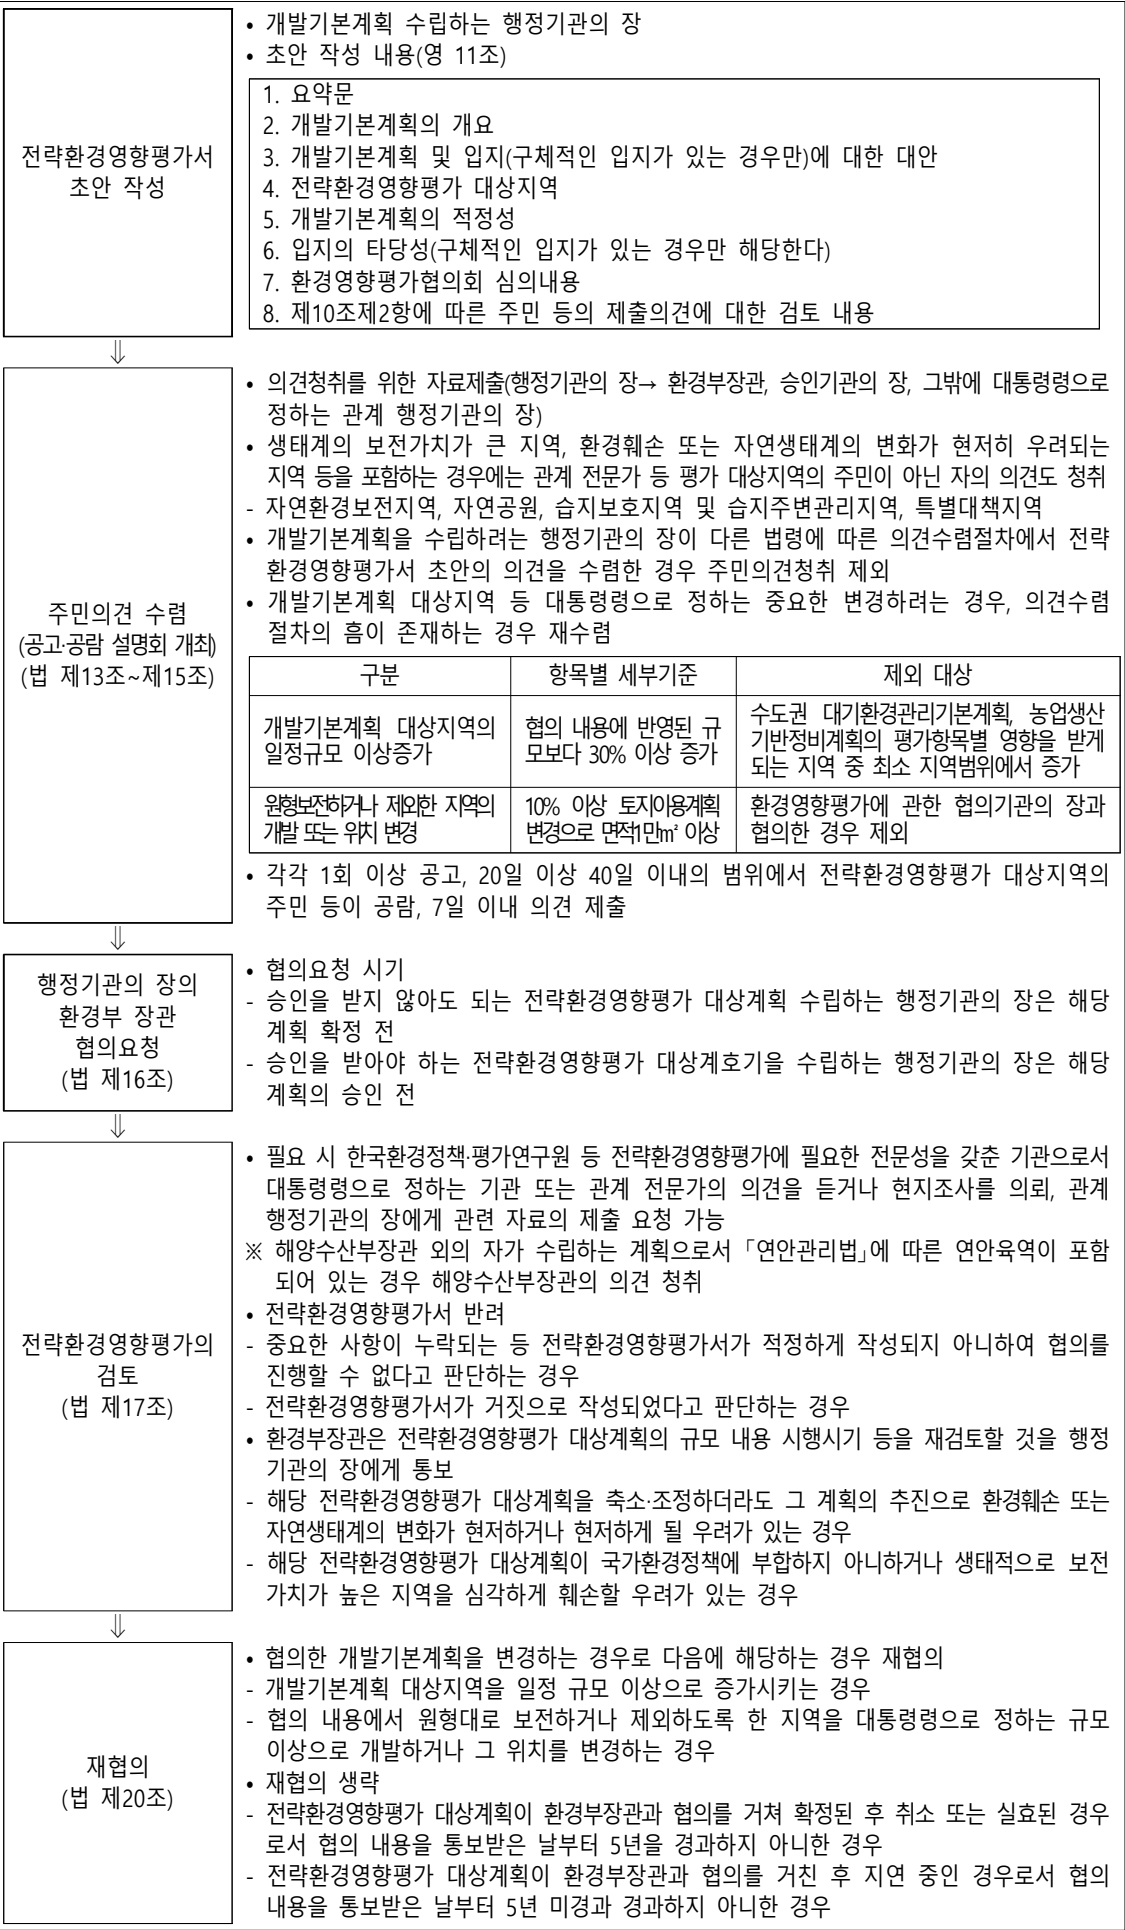 전략환경영향평가서
초안 작성
• 개발기본계획 수립하는 행정기관의 장
• 초안 작성 내용(영 11조)
1. 요약문
2. 개발기본계획의 개요
3. 개발기본계획 및 입지(구체적인 입지가 있는 경우만)에 대한 대안
4. 전략환경영향평가 대상지역
5. 개발기본계획의 적정성
6. 입지의 타당성(구체적인 입지가 있는 경우만 해당한다)
7. 환경영향평가협의회 심의내용
8. 제10조제2항에 따른 주민 등의 제출의견에 대한 검토 내용
⇓
주민의견 수렴
(공고·공람 설명회 개최)
(법 제13조~제15조)
• 의견청취를 위한 자료제출(행정기관의 장→ 환경부장관, 승인기관의 장, 그밖에 대통령령으로
정하는 관계 행정기관의 장)
• 생태계의 보전가치가 큰 지역, 환경훼손 또는 자연생태계의 변화가 현저히 우려되는
지역 등을 포함하는 경우에는 관계 전문가 등 평가 대상지역의 주민이 아닌 자의 의견도 청취
- 자연환경보전지역, 자연공원, 습지보호지역 및 습지주변관리지역, 특별대책지역
• 개발기본계획을 수립하려는 행정기관의 장이 다른 법령에 따른 의견수렴절차에서 전략
환경영향평가서 초안의 의견을 수렴한 경우 주민의견청취 제외
• 개발기본계획 대상지역 등 대통령령으로 정하는 중요한 변경하려는 경우, 의견수렴
절차의 흠이 존재하는 경우 재수렴
구분 항목별 세부기준 제외 대상
개발기본계획 대상지역의
일정규모 이상증가
협의 내용에 반영된 규
모보다 30% 이상 증가
수도권 대기환경관리기본계획, 농업생산
기반정비계획의 평가항목별 영향을 받게
되는 지역 중 최소 지역범위에서 증가
원형보전하거나 제외한 지역의
개발 또는 위치 변경
10% 이상 토지이용계획
변경으로 면적1만㎡ 이상
환경영향평가에 관한 협의기관의 장과
협의한 경우 제외
• 각각 1회 이상 공고, 20일 이상 40일 이내의 범위에서 전략환경영향평가 대상지역의
주민 등이 공람, 7일 이내 의견 제출
⇓
행정기관의 장의
환경부 장관
협의요청
(법 제16조)
• 협의요청 시기
- 승인을 받지 않아도 되는 전략환경영향평가 대상계획 수립하는 행정기관의 장은 해당
계획 확정 전
- 승인을 받아야 하는 전략환경영향평가 대상계호기을 수립하는 행정기관의 장은 해당
계획의 승인 전
⇓
전략환경영향평가의
검토
(법 제17조)
• 필요 시 한국환경정책·평가연구원 등 전략환경영향평가에 필요한 전문성을 갖춘 기관으로서
대통령령으로 정하는 기관 또는 관계 전문가의 의견을 듣거나 현지조사를 의뢰, 관계
행정기관의 장에게 관련 자료의 제출 요청 가능
※ 해양수산부장관 외의 자가 수립하는 계획으로서 「연안관리법」에 따른 연안육역이 포함
되어 있는 경우 해양수산부장관의 의견 청취
• 전략환경영향평가서 반려
- 중요한 사항이 누락되는 등 전략환경영향평가서가 적정하게 작성되지 아니하여 협의를
진행할 수 없다고 판단하는 경우
- 전략환경영향평가서가 거짓으로 작성되었다고 판단하는 경우
• 환경부장관은 전략환경영향평가 대상계획의 규모 내용 시행시기 등을 재검토할 것을 행정
기관의 장에게 통보
- 해당 전략환경영향평가 대상계획을 축소·조정하더라도 그 계획의 추진으로 환경훼손 또는
자연생태계의 변화가 현저하거나 현저하게 될 우려가 있는 경우
- 해당 전략환경영향평가 대상계획이 국가환경정책에 부합하지 아니하거나 생태적으로 보전
가치가 높은 지역을 심각하게 훼손할 우려가 있는 경우
⇓
재협의
(법 제20조)
• 협의한 개발기본계획을 변경하는 경우로 다음에 해당하는 경우 재협의
- 개발기본계획 대상지역을 일정 규모 이상으로 증가시키는 경우
- 협의 내용에서 원형대로 보전하거나 제외하도록 한 지역을 대통령령으로 정하는 규모
이상으로 개발하거나 그 위치를 변경하는 경우
• 재협의 생략
- 전략환경영향평가 대상계획이 환경부장관과 협의를 거쳐 확정된 후 취소 또는 실효된 경우
로서 협의 내용을 통보받은 날부터 5년을 경과하지 아니한 경우
- 전략환경영향평가 대상계획이 환경부장관과 협의를 거친 후 지연 중인 경우로서 협의
내용을 통보받은 날부터 5년 미경과 경과하지 아니한 경우